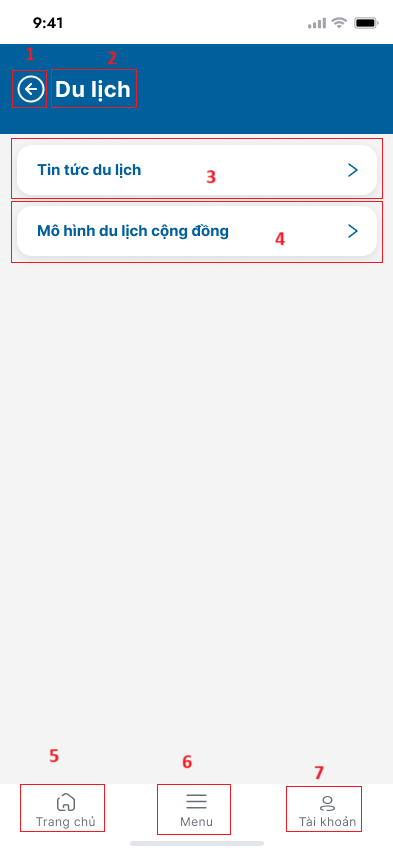 9:41
1
2
Du lịch
Tin tức du lịch
3
Mô hình du lịch cộng đồng
4
5
6
7
Trang chủ
Menu
Tài khoản